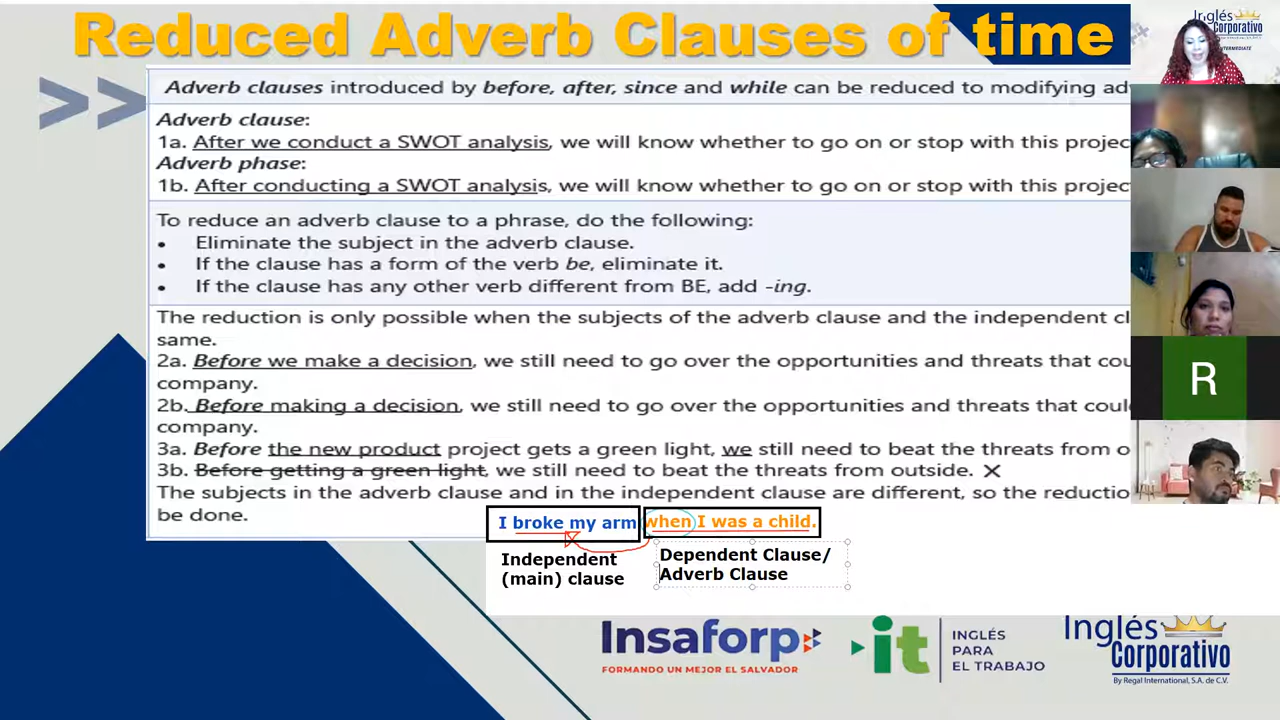 Reduced Adverb Clauses of time
Adverb clauses introduced by before, after, since and while can be reduced to modifying
Adverb clause:
1a. After we conduct a SWOT analysis, we will know whether to go on or stop with this
Adverb phase:
1b. After conducting a SWOT analysis, we will know whether to go on or stop with this
To reduce an adverb clause to a phrase, do the following:
• Eliminate the subject in the adverb clause.
• If the clause has a form of the verb be, eliminate it.
• If the clause has any other verb different from BE, add -ing.
The reduction is only possible whn the subjects of the adverb clause and the independent
same.
2a. Before we make a decision, we still need to go over the opportunities and threats that
company.
2b. Before making a decision, we still need to go over the opportunities and threats that
company.
3a. Before the new product project gets a green light, we still need to beat the threats from
3b. Before getting a green light, we still need to beat the threats from outside. X
The subjects in the adverb clause and in the independent clause are different, so the
be done.
I broke my arm when I was a child.
Independent
(main) clause
Dependent Clause/
Adverb Clause
Insaforp
FORMANDO UN MEJOR EL SALVADOR
it
INGLÉS
PARA
EL TRABAJO
Inglés
Corporativo
By Regal International, S.A. de C.V.
Inglés
Corporativo
INTERMEDIATE
R